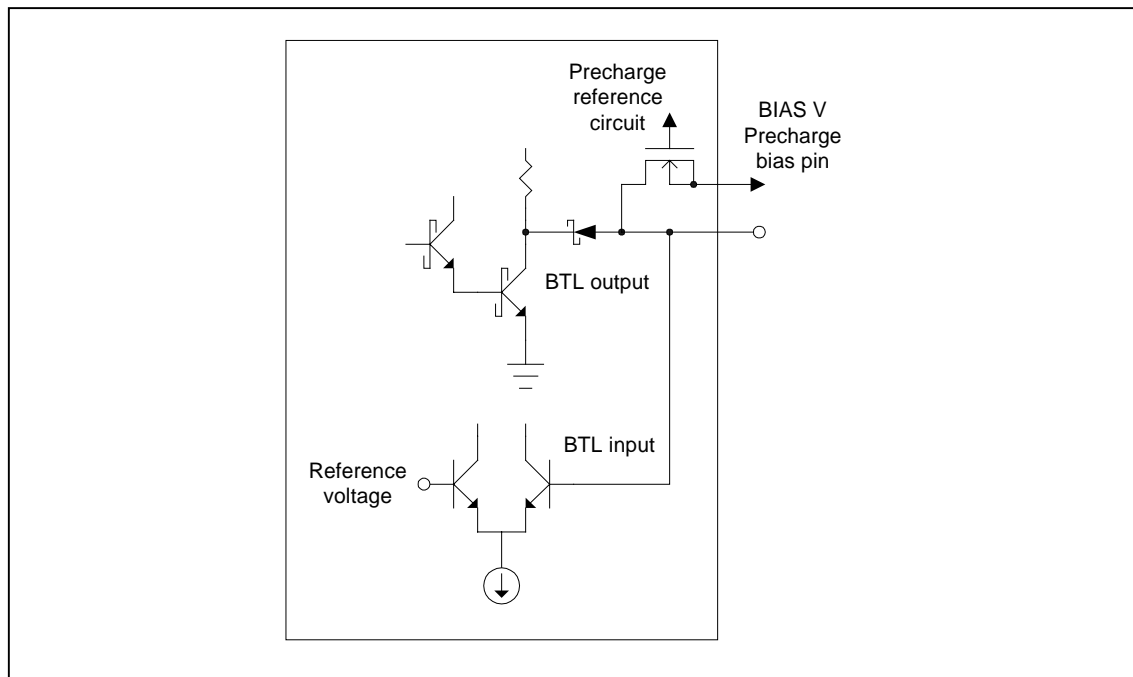 Precharge
reference
circuit
BIAS V
Precharge
bias pin
BTL output
BTL input
Reference
voltage